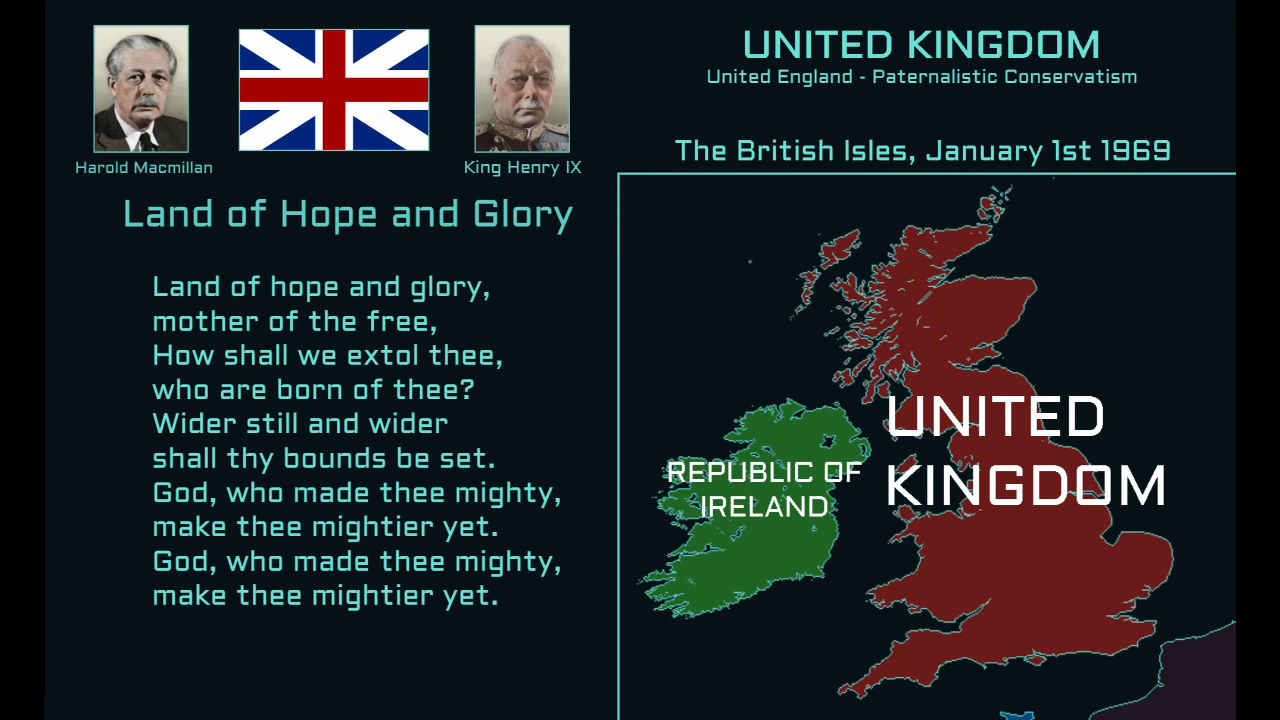 Harold Macmillan
King Henry IX
UNITED KINGDOM
United England - Paternalistic Conservatism
The British Isles, January 1st 1969
Land of Hope and Glory
Land of hope and glory,
mother of the free,
How shall we extol thee,
who are born of thee?
Wider still and wider
shall thy bounds be set.
God, who made thee mighty,
make thee mightier yet.
God, who made thee mighty,
make thee mightier yet.
UNITED
KINGDOM
REPUBLIC OF
IRELAND